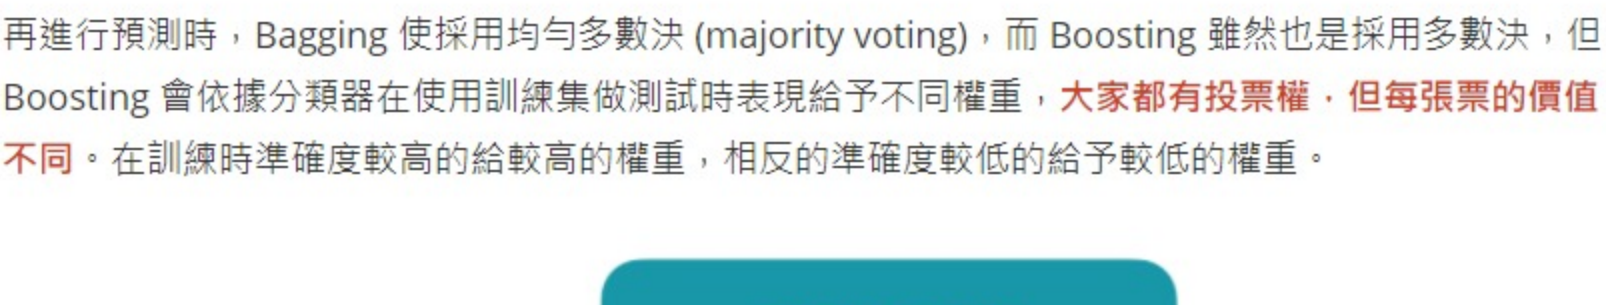 再進行預測時，Bagging 使採用均勻多數決 (majority voting)，而 Boosting 雖然也是採用多數決，但
Boosting 會依據分類器在使用訓練集做測試時表現給予不同權重，大家都有投票權，但每張票的價值
不同。在訓練時準確度較高的給較高的權重，相反的準確度較低的給予較低的權重。